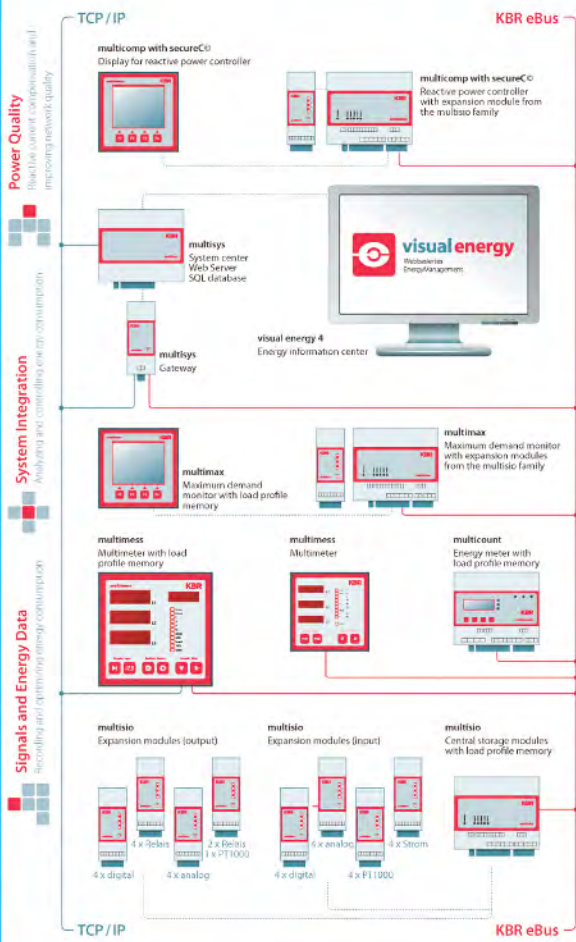 TCP / IP
KBR eBus
multicomp with secureC©
Display for reactive power controller
multicomp with secureC©
Reactive power controller
with expansion module from
the multisio family
Power Quality
Reactive current compensation and
improving network quality
multisys
System center
Web Server
SQL database
visual energy
Webbasiertes
EnergyManagement
multisys
Gateway
visual energy 4
Energy information center
System Integration
Analyzing and controlling energy consumption
multimax
Maximum demand
monitor with load profile
memory
multimax
Maximum demand monitor
with expansion modules
from the multisio family
multimess
Multimeter with load
profile memory
multimess
Multimeter
multicount
Energy meter with
load profile memory
KBR
KBR
KBR
Signals and Energy Data
Recording and optimizing energy consumption
multisio
Expansion modules (output)
multisio
Expansion modules (input)
multisio
Central storage modules
with load profile memory
4 x Relais
2 x Relais
1 x PT1000
4 x digital
4 x analog
4 x analog
4 x Strom
4 x digital
4 x PT1000
TCP / IP
KBR eBus